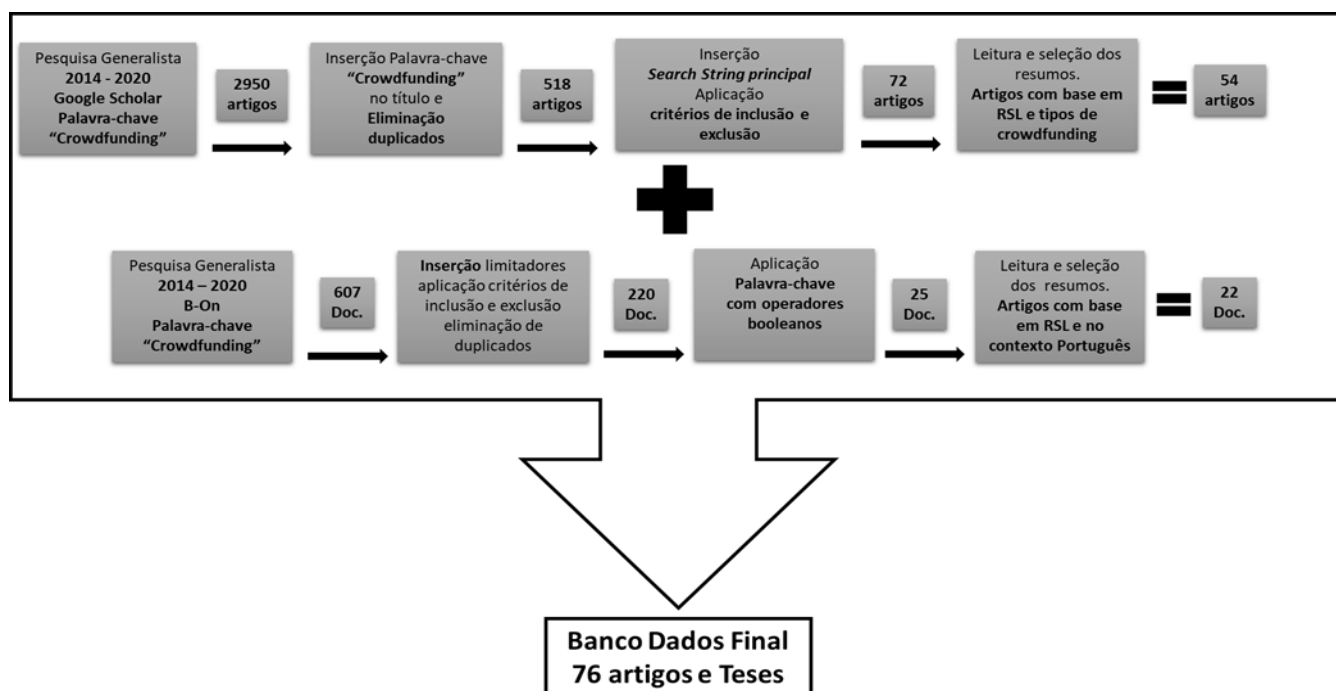 Pesquisa Generalista
2014 - 2020
Google Scholar
Palavra-chave
“Crowdfunding”
2950
artigos
Inserção Palavra-chave
“Crowdfunding”
no título e
Eliminação
duplicados
518
artigos
Inserção
Search String principal
Aplicação
critérios de inclusão e
exclusão
72
artigos
Leitura e seleção dos
resumos.
Artigos com base em
RSL e tipos de
crowdfunding
54
artigos
Pesquisa Generalista
2014 – 2020
B-On
Palavra-chave
“Crowdfunding”
607
Doc.
Inserção limitadores
aplicação critérios de
inclusão e exclusão
eliminação de
duplicados
220
Doc.
Aplicação
Palavra-chave
com operadores
booleanos
25
Doc.
Leitura e seleção
dos resumos.
Artigos com base
em RSL e no
contexto Português
22
Doc.
Banco Dados Final
76 artigos e Teses